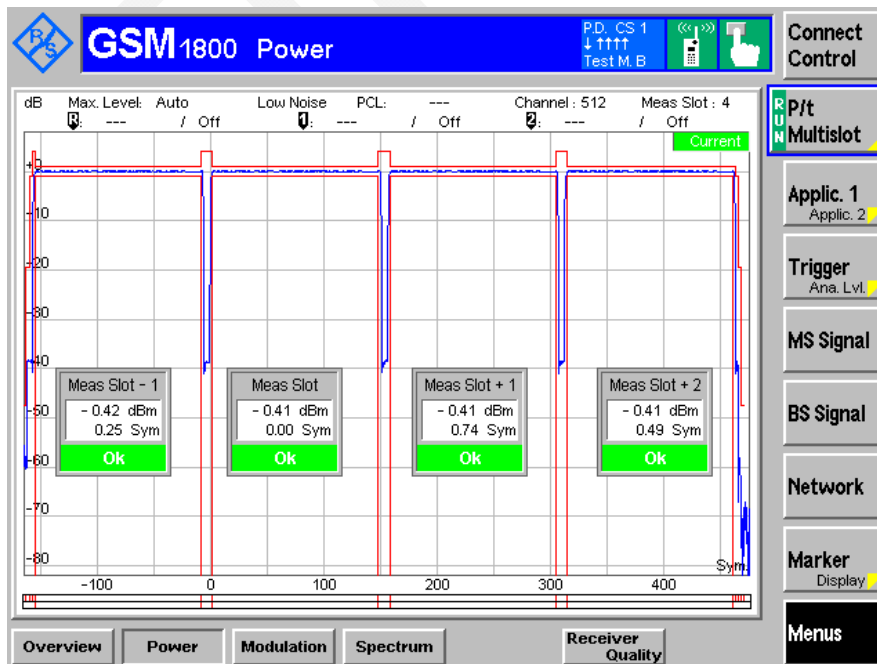 R&S
GSM 1800 Power
P.D. CS 1
↓ ↑↑↑↑
Test M. B
Connect
Control
dB Max. Level: Auto Low Noise PCL: --- Channel : 512 Meas Slot : 4
R: --- / Off 1: --- / Off 2: --- / Off
Current
RUN
P/t
Multislot
Applic. 1
Applic. 2
Trigger
Ana. Lvl.
MS Signal
BS Signal
Network
Marker
Display
Menus
+0
-10
-20
-30
-40
-50
-60
-70
-80
Meas Slot - 1
- 0.42 dBm
0.25 Sym
Ok
Meas Slot
- 0.41 dBm
0.00 Sym
Ok
Meas Slot + 1
- 0.41 dBm
0.74 Sym
Ok
Meas Slot + 2
- 0.41 dBm
0.49 Sym
Ok
Sym.
-100 0 100 200 300 400
Overview Power Modulation Spectrum Receiver
Quality